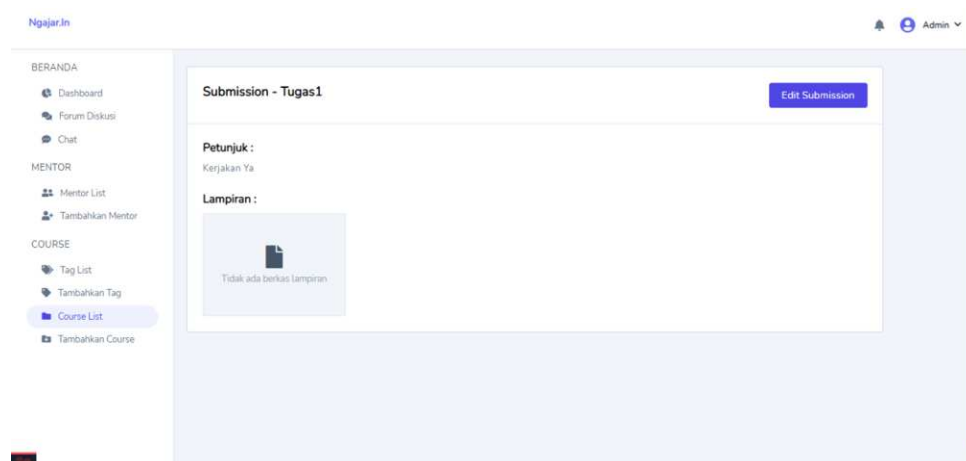 Ngajar.In
Admin
BERANDA
Dashboard
Forum Diskusi
Chat
MENTOR
Mentor List
Tambahkan Mentor
COURSE
Tag List
Tambahkan Tag
Course List
Tambahkan Course
Submission - Tugas1
Edit Submission
Petunjuk :
Kerjakan Ya
Lampiran :
Tidak ada berkas lampiran